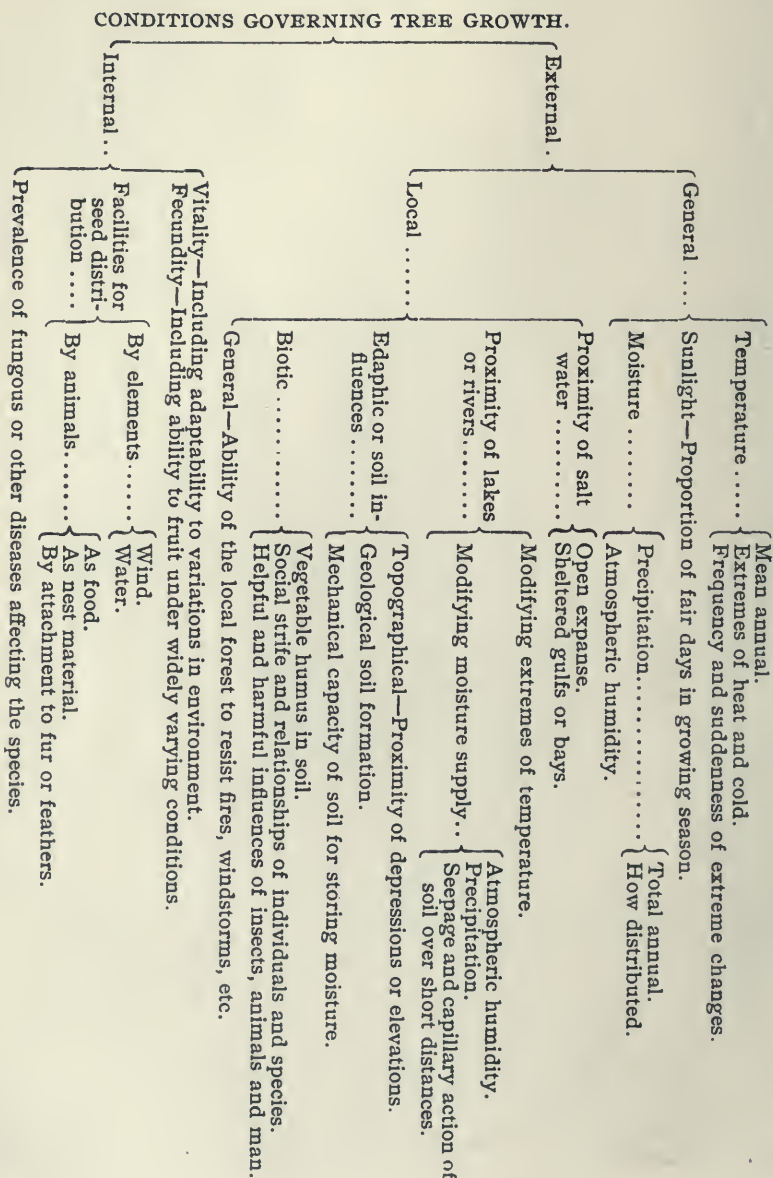 CONDITIONS GOVERNING TREE GROWTH.
External .
General ....
Temperature .....
Mean annual.
Extremes of heat and cold.
Frequency and suddenness of extreme changes.
Sunlight—Proportion of fair days in growing season.
Moisture .........
Precipitation..................
Total annual.
How distributed.
Atmospheric humidity.
Local .......
Proximity of salt
water ..........
Open expanse.
Sheltered gulfs or bays.
Proximity of lakes
or rivers........
Modifying extremes of temperature.
Modifying moisture supply..
Atmospheric humidity.
Precipitation.
Seepage and capillary action of
soil over short distances.
Edaphic or soil in-
fluences .........
Topographical—Proximity of depressions or elevations.
Geological soil formation.
Mechanical capacity of soil for storing moisture.
Biotic ............
Vegetable humus in soil.
Social strife and relationships of individuals and species.
Helpful and harmful influences of insects, animals and man.
General—Ability of the local forest to resist fires, windstorms, etc.
Internal ..
Vitality—Including adaptability to variations in environment.
Fecundity—Including ability to fruit under widely varying conditions.
Facilities for
seed distri-
bution ....
By elements......
Wind.
Water.
By animals.......
As food.
As nest material.
By attachment to fur or feathers.
Prevalence of fungous or other diseases affecting the species.